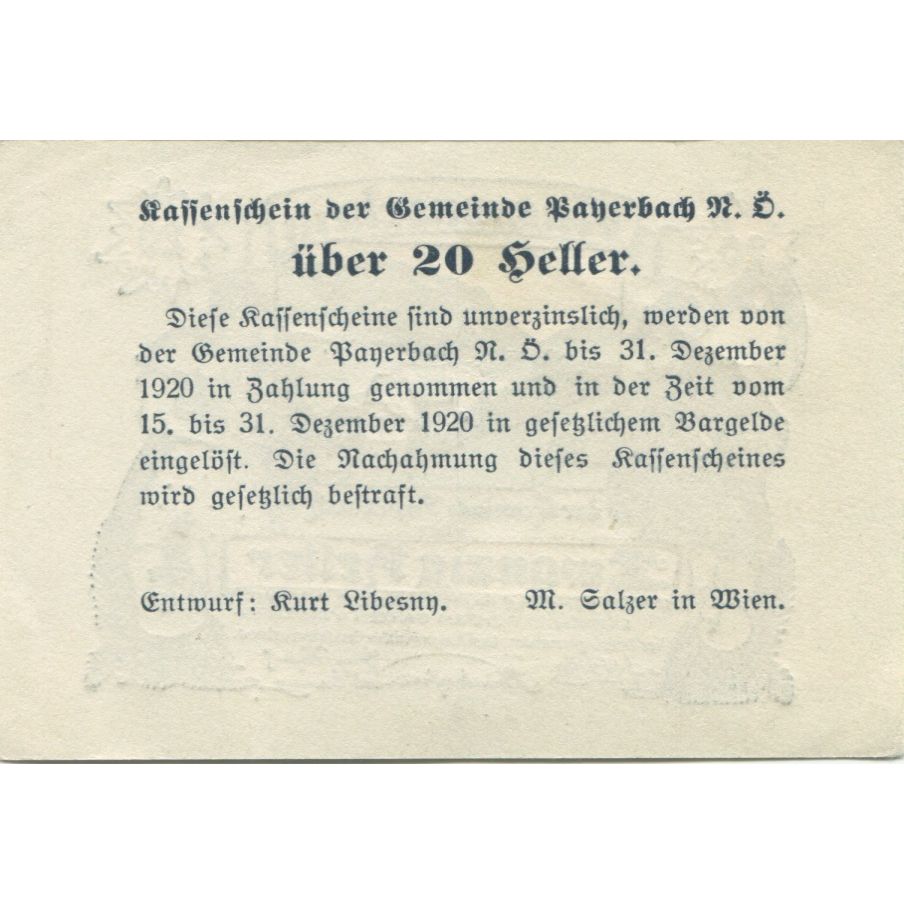 Kassenschein der Gemeinde Payerbach N. Ö.
über 20 Heller.
Diese Kassenscheine sind unverzinslich, werden von
der Gemeinde Payerbach N. Ö. bis 31. Dezember
1920 in Zahlung genommen und in der Zeit vom
15. bis 31. Dezember 1920 in gesetzlichem Bargelde
eingelöst. Die Nachahmung dieses Kassenscheines
wird gesetzlich bestraft.
Entwurf: Kurt Libesny. M. Salzer in Wien.